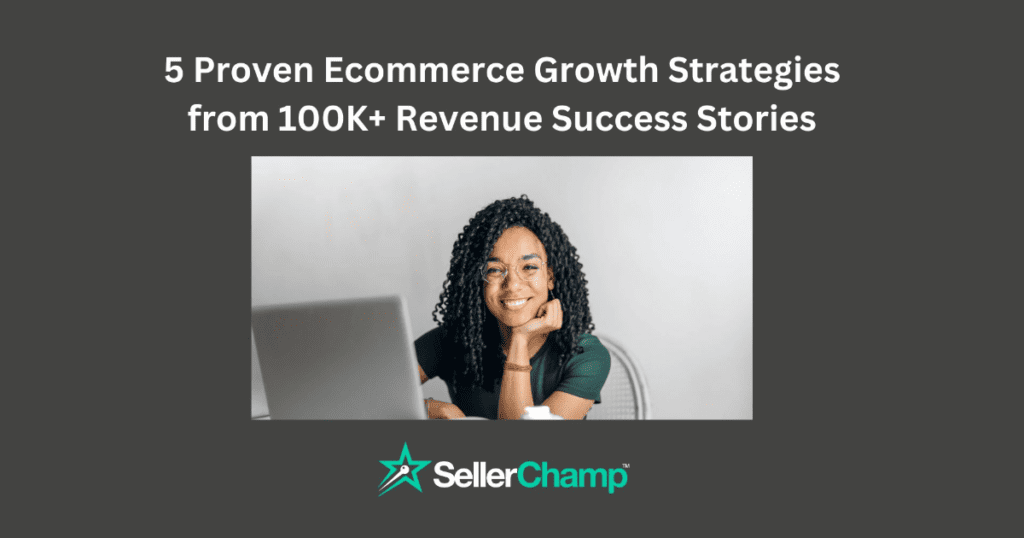 5 Proven Ecommerce Growth Strategies
from 100K+ Revenue Success Stories
SellerChamp™